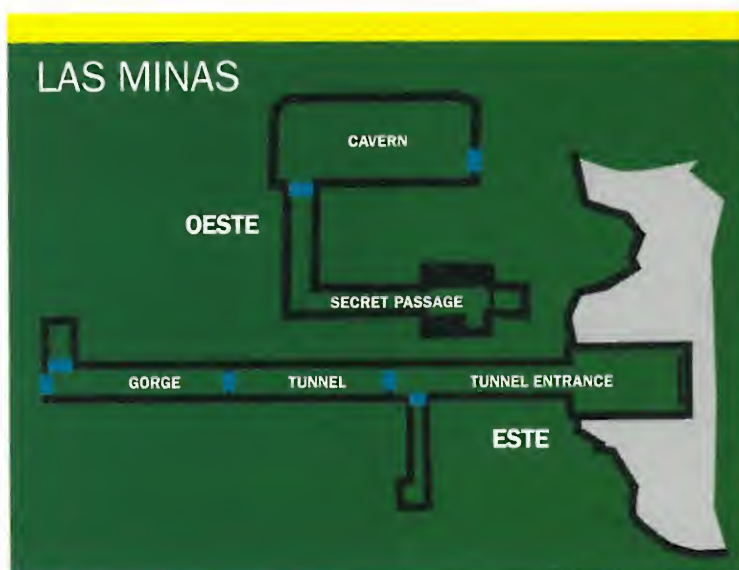 LAS MINAS
CAVERN
OESTE
SECRET PASSAGE
GORGE
TUNNEL
TUNNEL ENTRANCE
ESTE